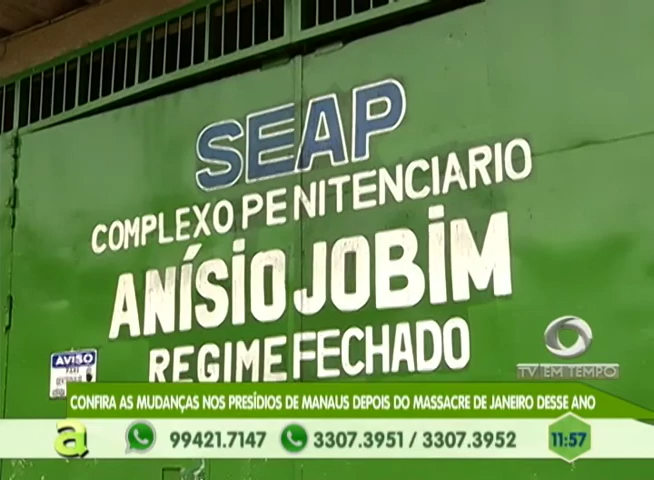 SEAP
COMPLEXO PENITENCIARIO
ANÍSIO JOBIM
REGIME FECHADO
AVISO
TV EM TEMPO
CONFIRA AS MUDANÇAS NOS PRESÍDIOS DE MANAUS DEPOIS DO MASSACRE DE JANEIRO DESSE ANO
a 99421.7147 3307.3951 / 3307.3952 11:57